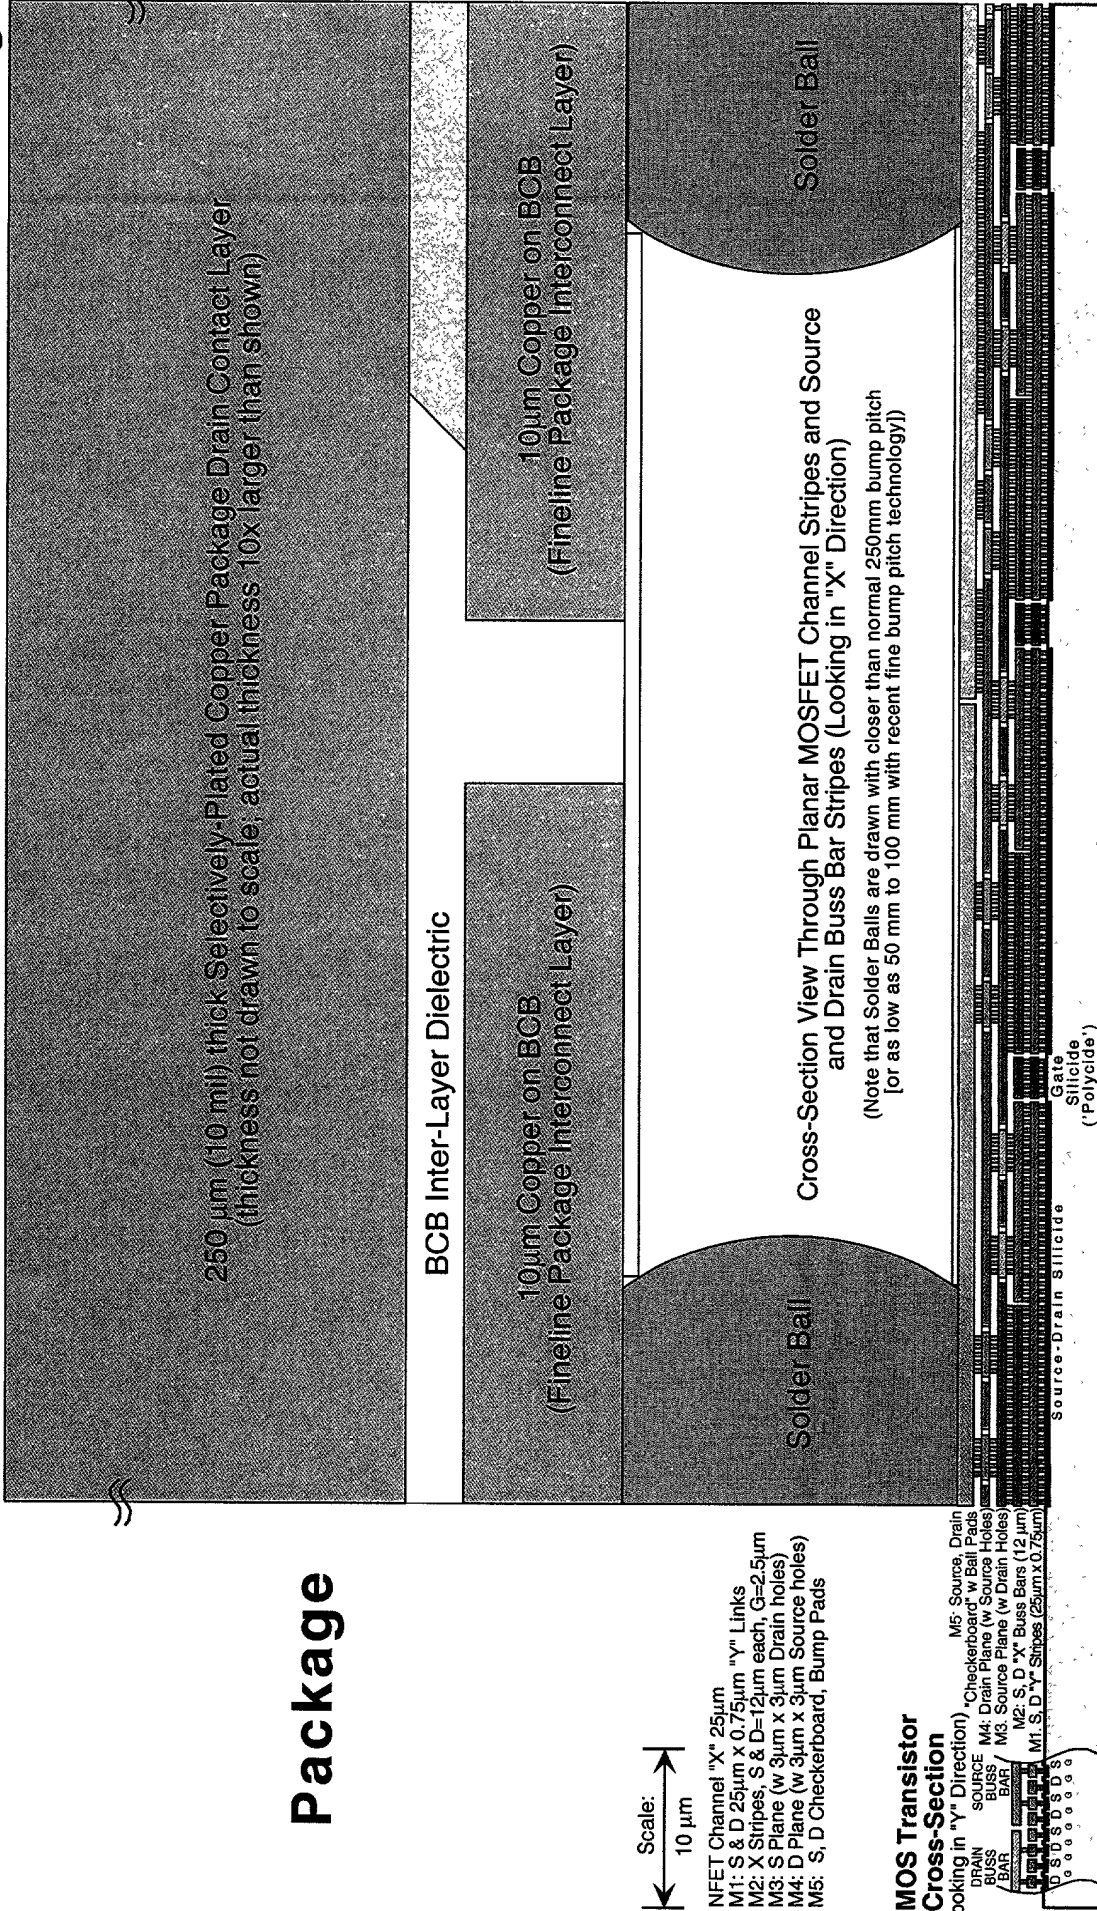 Package
250 µm (10 mil) thick Selectively-Plated Copper Package Drain Contact Layer
(thickness not drawn to scale; actual thickness 10x larger than shown)
BCB Inter-Layer Dielectric
10µm Copper on BCB
(Fineline Package Interconnect Layer)
10µm Copper on BCB
(Fineline Package Interconnect Layer)
Solder Ball
Solder Ball
Cross-Section View Through Planar MOSFET Channel Stripes and Source
and Drain Buss Bar Stripes (Looking in "X" Direction)
(Note that Solder Balls are drawn with closer than normal 250mm bump pitch
[or as low as 50 mm to 100 mm with recent fine bump pitch technology])
Scale:
10 µm
NFET Channel "X" 25µm
M1: S & D 25µm x 0.75µm "Y" Links
M2: X Stripes, S & D=12µm each, G=2.5µm
M3: S Plane (w 3µm x 3µm Drain holes)
M4: D Plane (w 3µm x 3µm Source holes)
M5: S, D Checkerboard, Bump Pads
MOS Transistor
Cross-Section
ooking in "Y" Direction)
M5: Source, Drain
"Checkerboard" w Ball Pads
M4: Drain Plane (w Source Holes)
M3. Source Plane (w Drain Holes)
M2: S, D "X" Buss Bars (12 µm)
M1. S, D "Y" Stripes (25µm x 0.75µm)
DRAIN
BUSS
BAR
SOURCE
BUSS
BAR
D S D S D S D S D S
G G G G G G G G G
Source-Drain Silicide
Gate
Silicide
('Polycide')